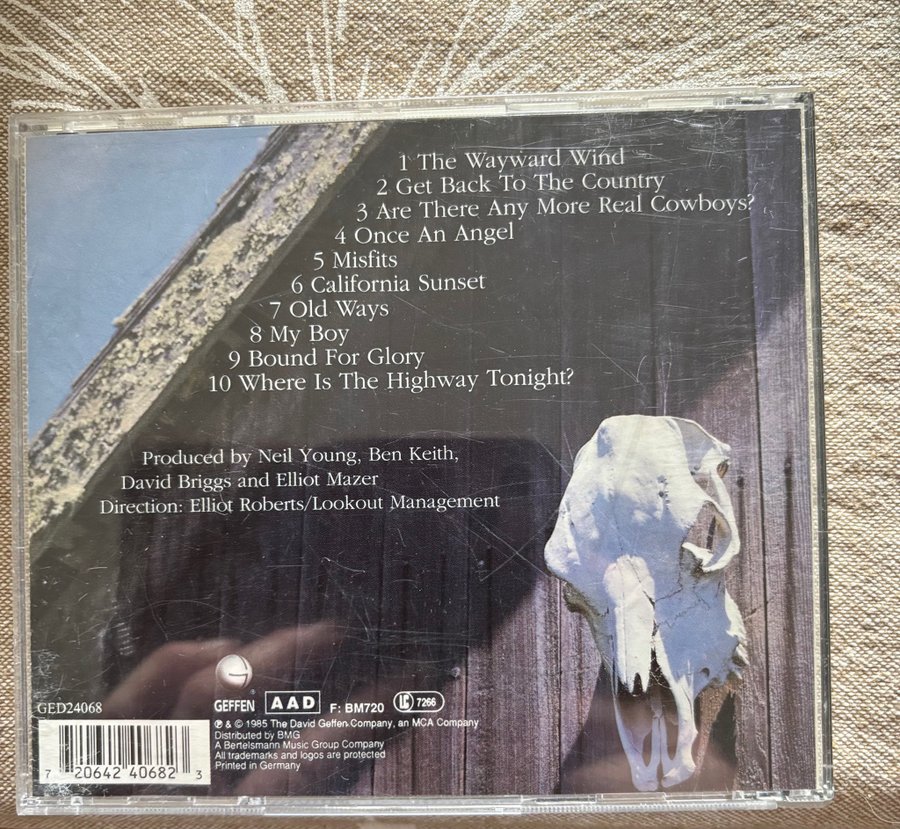 1 The Wayward Wind
2 Get Back To The Country
3 Are There Any More Real Cowboys?
4 Once An Angel
5 Misfits
6 California Sunset
7 Old Ways
8 My Boy
9 Bound For Glory
10 Where Is The Highway Tonight?
Produced by Neil Young, Ben Keith,
David Briggs and Elliot Mazer
Direction: Elliot Roberts/Lookout Management
GED24068
GEFFEN ® AAD F: BM720 LC 7266
℗ & © 1985 The David Geffen Company, an MCA Company
Distributed by BMG
A Bertelsmann Music Group Company
All trademarks and logos are protected
Printed in Germany
7 20642 40682 3